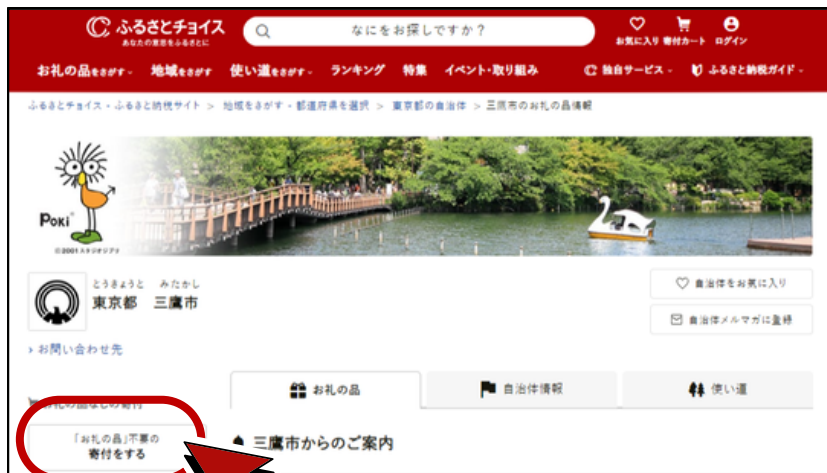 ふるさとチョイス
あなたの意思をふるさとに
なにをお探しですか？
お気に入り 寄付カート ログイン
お礼の品をさがす 地域をさがす 使い道をさがす ランキング 特集 イベント・取り組み 独自サービス ふるさと納税ガイド
ふるさとチョイス・ふるさと納税サイト > 地域をさがす・都道府県を選択 > 東京都の自治体 > 三鷹市のお礼の品情報
POKI
©2001 スタジオジブリ
とうきょうと みたかし
東京都 三鷹市
自治体をお気に入り
自治体メルマガに登録
› お問い合わせ先
お礼の品 自治体情報 使い道
お礼の品なしの寄付
「お礼の品」不要の
寄付をする
三鷹市からのご案内